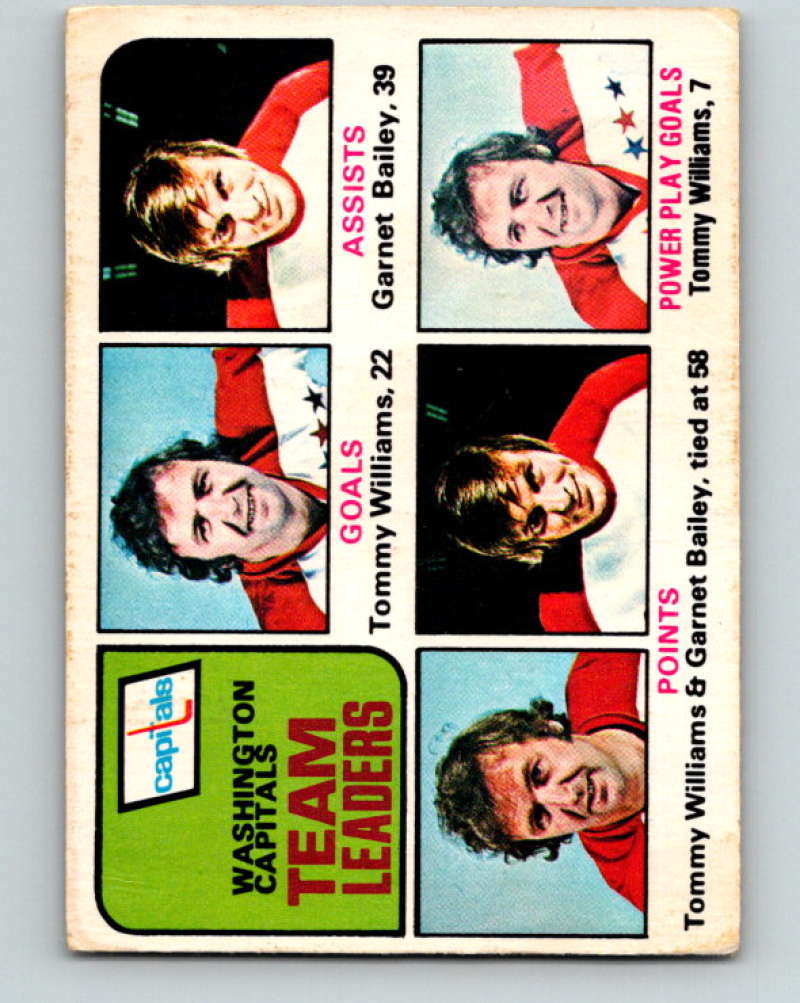 capitals
WASHINGTON
CAPITALS
TEAM
LEADERS
GOALS
Tommy Williams, 22
ASSISTS
Garnet Bailey, 39
POINTS
Tommy Williams & Garnet Bailey, tied at 58
POWER PLAY GOALS
Tommy Williams, 7